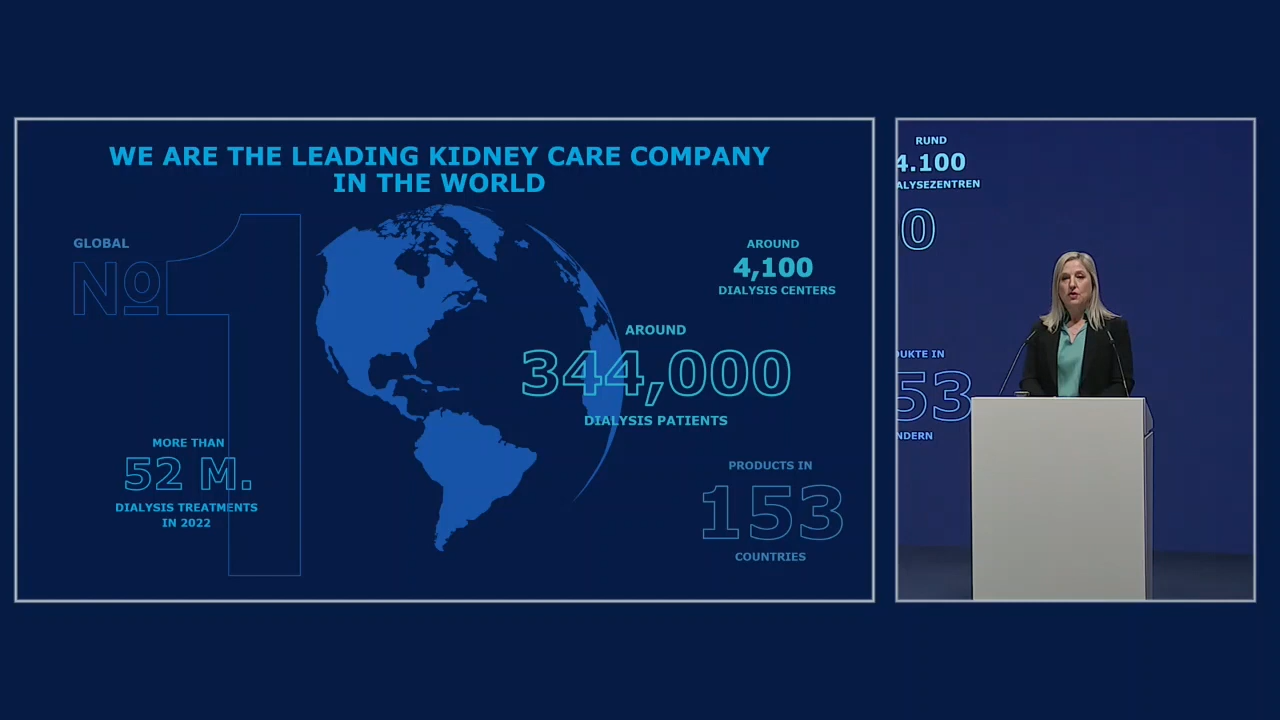 WE ARE THE LEADING KIDNEY CARE COMPANY
IN THE WORLD
GLOBAL
Nº1
AROUND
4,100
DIALYSIS CENTERS
AROUND
344,000
DIALYSIS PATIENTS
MORE THAN
52 M.
DIALYSIS TREATMENTS
IN 2022
PRODUCTS IN
153
COUNTRIES
RUND
4.100
ALYSEZENTREN
0
DUKTE IN
53
NDERN